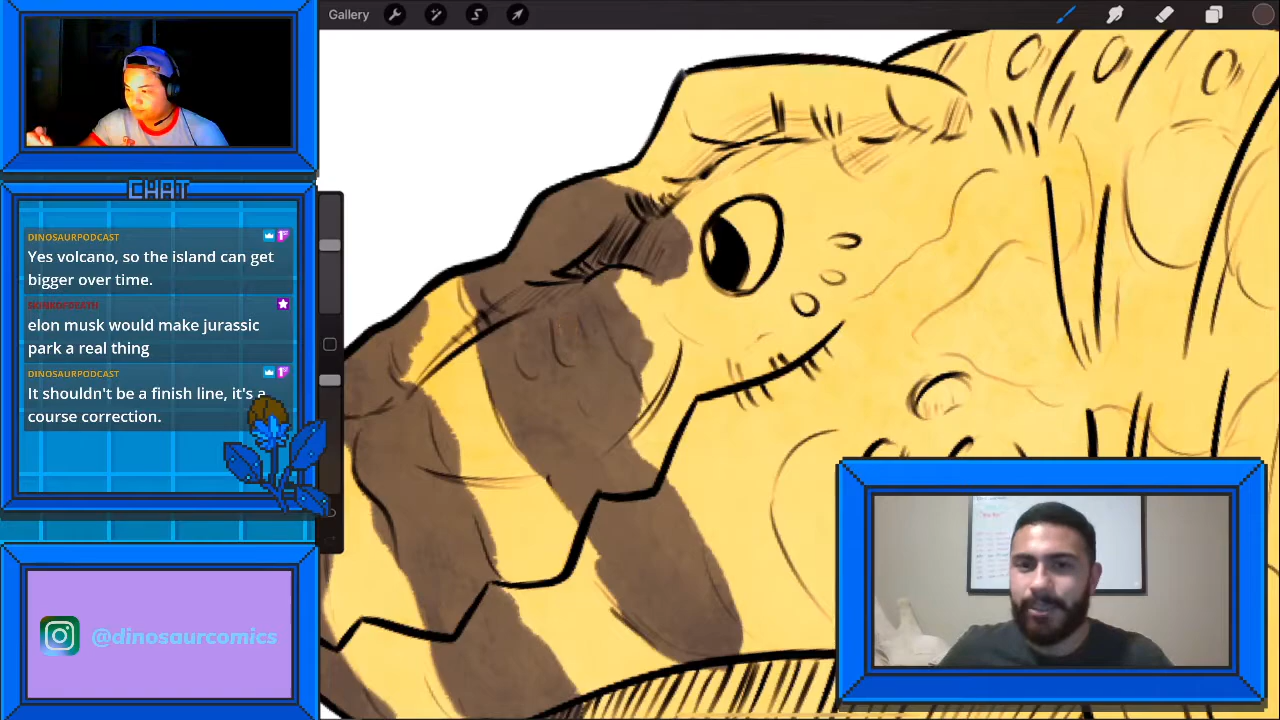 Gallery
CHAT
DINOSAURPODCAST
Yes volcano, so the island can get
bigger over time.
elon musk would make jurassic
park a real thing
DINOSAURPODCAST
It shouldn't be a finish line, it's a
course correction.
@dinosaurcomics